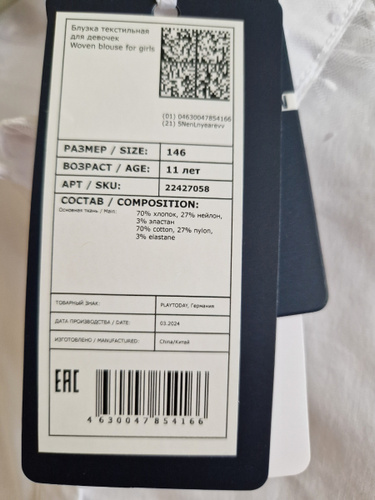 Блузка текстильная
для девочек
Woven blouse for girls
(01) 04630047854166
(21) 5NenLnyearevv
РАЗМЕР / SIZE: 146
ВОЗРАСТ / AGE: 11 лет
АРТ / SKU: 22427058
СОСТАВ / COMPOSITION:
Основная ткань / Main: 70% хлопок, 27% нейлон,
3% эластан
70% cotton, 27% nylon,
3% elastane
ТОВАРНЫЙ ЗНАК: PLAYTODAY, Германия
ДАТА ПРОИЗВОДСТВА / DATE: 03.2024
ИЗГОТОВЛЕНО / MANUFACTURED: China/Китай
EAC
4 630047 854166